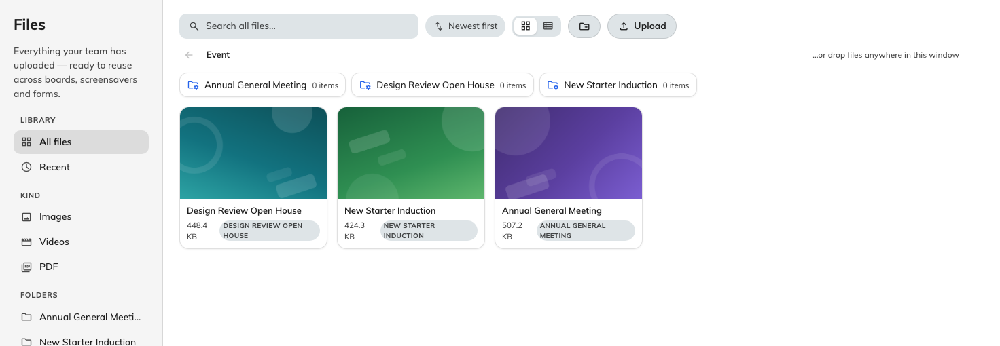 Files
Everything your team has
uploaded — ready to reuse
across boards, screensavers
and forms.
LIBRARY
All files
Recent
KIND
Images
Videos
PDF
FOLDERS
Annual General Meeti...
New Starter Induction
Search all files...
Newest first
Upload
Event
...or drop files anywhere in this window
Annual General Meeting 0 items
Design Review Open House 0 items
New Starter Induction 0 items
Design Review Open House
448.4
KB
DESIGN REVIEW OPEN
HOUSE
New Starter Induction
424.3
KB
NEW STARTER
INDUCTION
Annual General Meeting
507.2
KB
ANNUAL GENERAL
MEETING